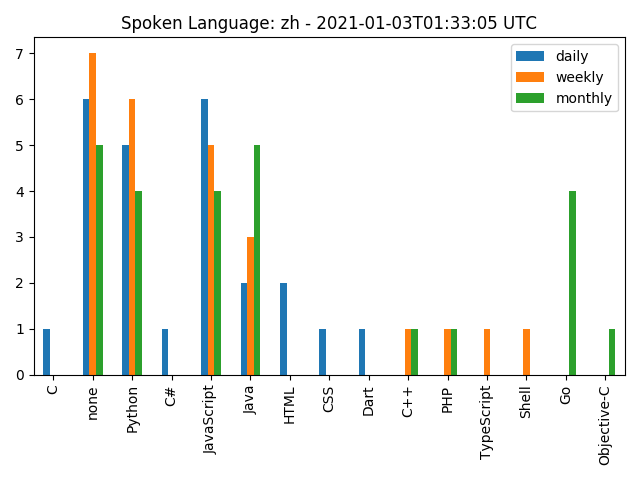 Spoken Language: zh - 2021-01-03T01:33:05 UTC
daily
weekly
monthly
7
6
5
4
3
2
1
0
C
none
Python
C#
JavaScript
Java
HTML
CSS
Dart
C++
PHP
TypeScript
Shell
Go
Objective-C